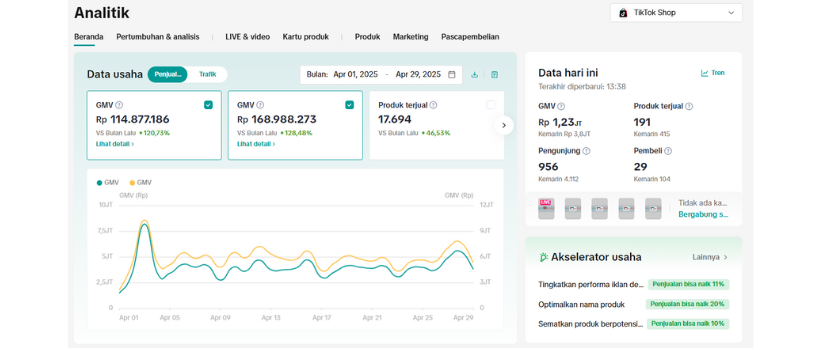 Analitik
TikTok Shop
Beranda Pertumbuhan & analisis LIVE & video Kartu produk Produk Marketing Pascapembelian
Data usaha Penjual... Trafik
Bulan: Apr 01, 2025 - Apr 29, 2025
GMV
Rp 114.877.186
VS Bulan Lalu +120,73%
Lihat detail
GMV
Rp 168.988.273
VS Bulan Lalu +128,48%
Lihat detail
Produk terjual
17.694
VS Bulan Lalu +46,53%
GMV GMV
GMV (Rp) GMV (Rp)
10JT 12JT
7,5JT 9JT
5JT 6JT
2,5JT 3JT
0 0
Apr 01 Apr 05 Apr 09 Apr 13 Apr 17 Apr 21 Apr 25 Apr 29
Data hari ini
Tren
Terakhir diperbarui: 13:38
GMV Produk terjual
Rp 1,23JT 191
Kemarin Rp 3,8JT Kemarin 415
Pengunjung Pembeli
956 29
Kemarin 4.112 Kemarin 104
LIVE
Tidak ada ka...
Bergabung s...
Akselerator usaha Lainnya
Tingkatkan performa iklan de... Penjualan bisa naik 11%
Optimalkan nama produk Penjualan bisa naik 20%
Sematkan produk berpotensi... Penjualan bisa naik 10%